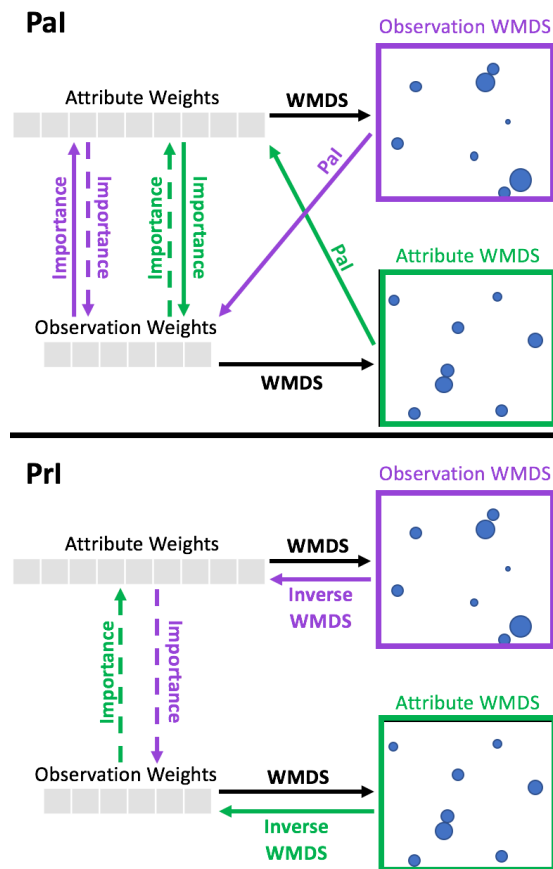 PaI
Observation WMDS
Attribute Weights
WMDS
PaI
Importance
Importance
Importance
Importance
PaI
Attribute WMDS
Observation Weights
WMDS
PrI
Observation WMDS
Attribute Weights
WMDS
Inverse
WMDS
Importance
Importance
Attribute WMDS
Observation Weights
WMDS
Inverse
WMDS